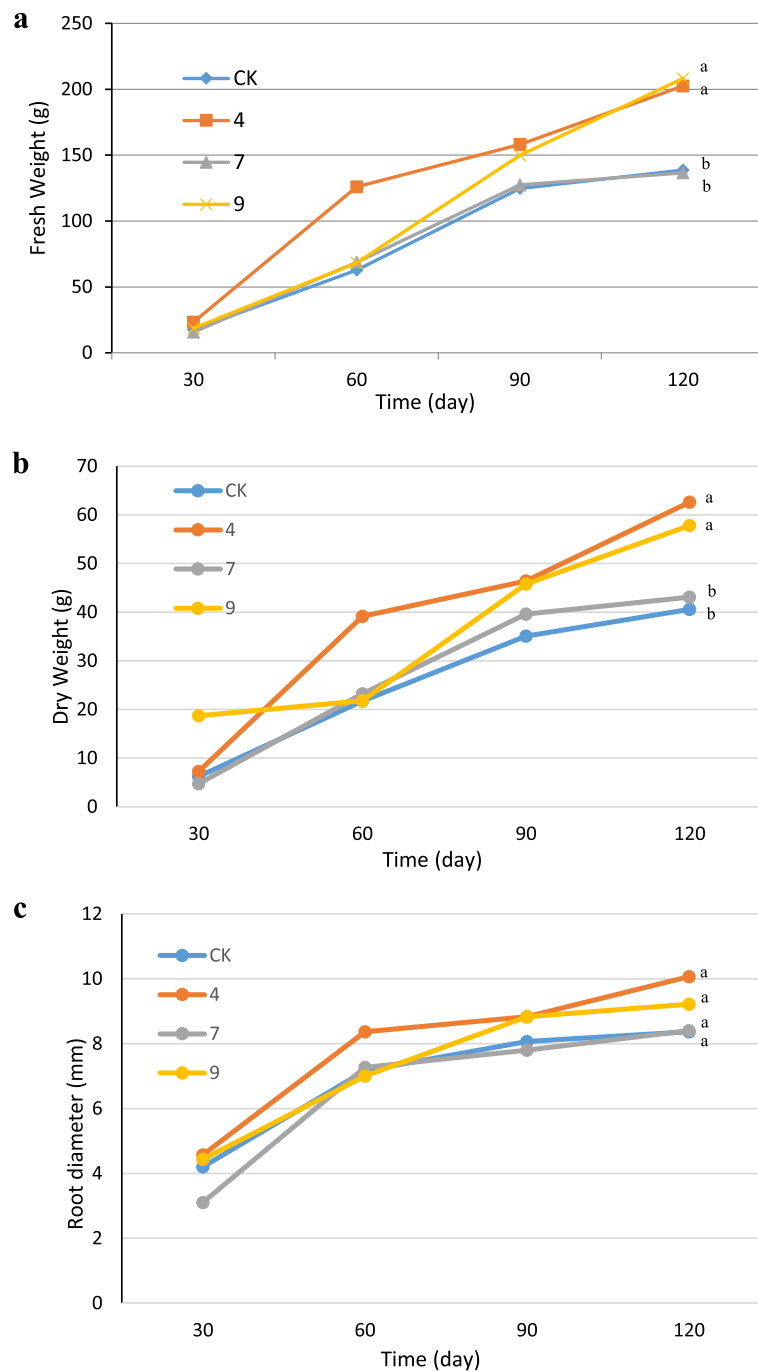 a
250
200
150
100
50
0
Fresh Weight (g)
CK
4
7
9
a
a
b
b
30 60 90 120
Time (day)
b
70
60
50
40
30
20
10
0
Dry Weight (g)
CK
4
7
9
a
a
b
b
30 60 90 120
Time (day)
c
12
10
8
6
4
2
0
Root diameter (mm)
CK
4
7
9
a
a
a
a
30 60 90 120
Time (day)